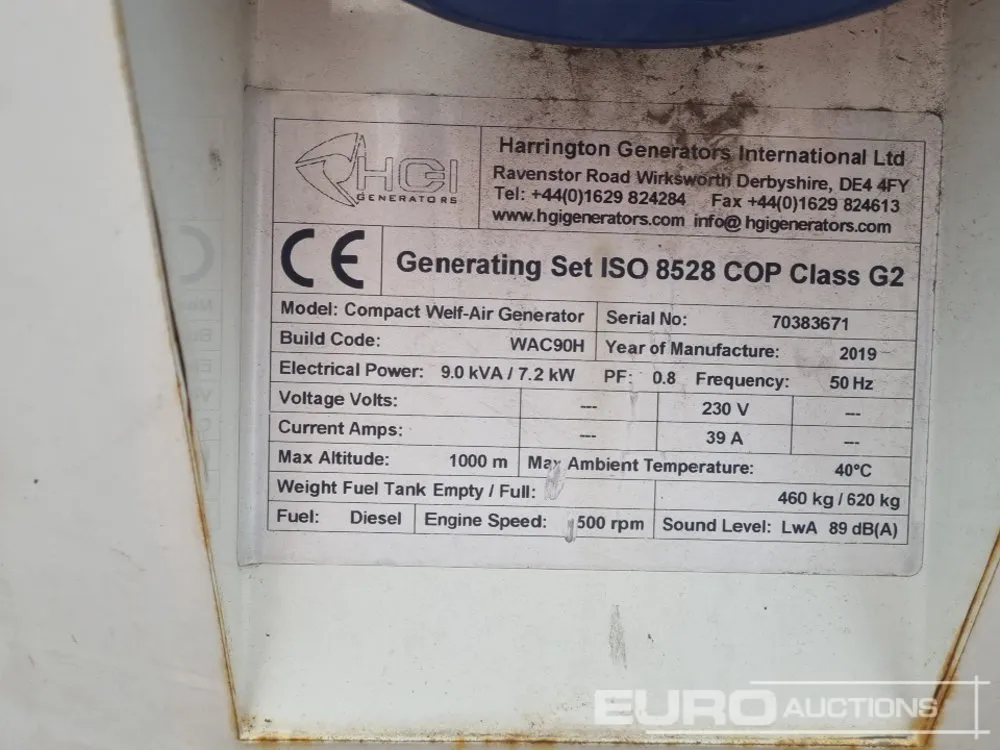 HGI
GENERATORS
Harrington Generators International Ltd
Ravenstor Road Wirksworth Derbyshire, DE4 4FY
Tel: +44(0)1629 824284 Fax +44(0)1629 824613
www.hgigenerators.com info@hgigenerators.com
CE
Generating Set ISO 8528 COP Class G2
Model: Compact Welf-Air Generator Serial No: 70383671
Build Code: WAC90H Year of Manufacture: 2019
Electrical Power: 9.0 kVA / 7.2 kW PF: 0.8 Frequency: 50 Hz
Voltage Volts: --- 230 V ---
Current Amps: --- 39 A ---
Max Altitude: 1000 m Max Ambient Temperature: 40°C
Weight Fuel Tank Empty / Full: 460 kg / 620 kg
Fuel: Diesel Engine Speed: 500 rpm Sound Level: LwA 89 dB(A)
EURO AUCTIONS